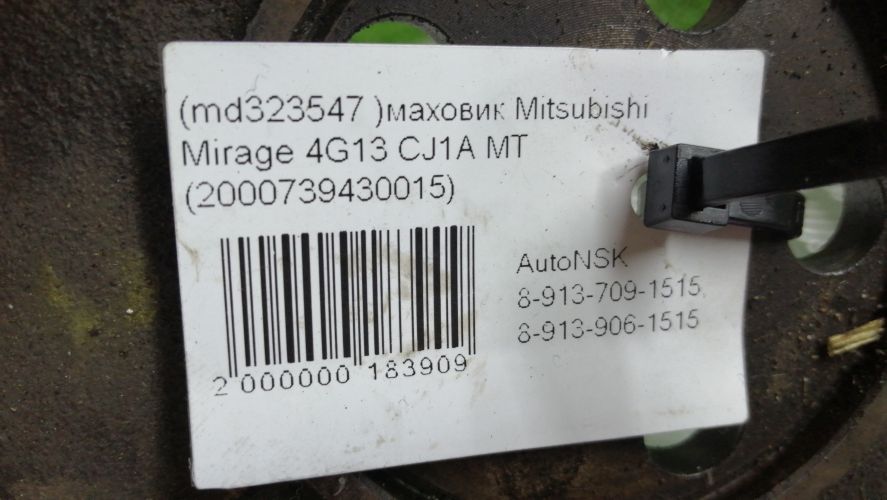 (md323547 )маховик Mitsubishi
Mirage 4G13 CJ1A MT
(2000739430015)
AutoNSK
8-913-709-1515,
8-913-906-1515
2 000000 183909